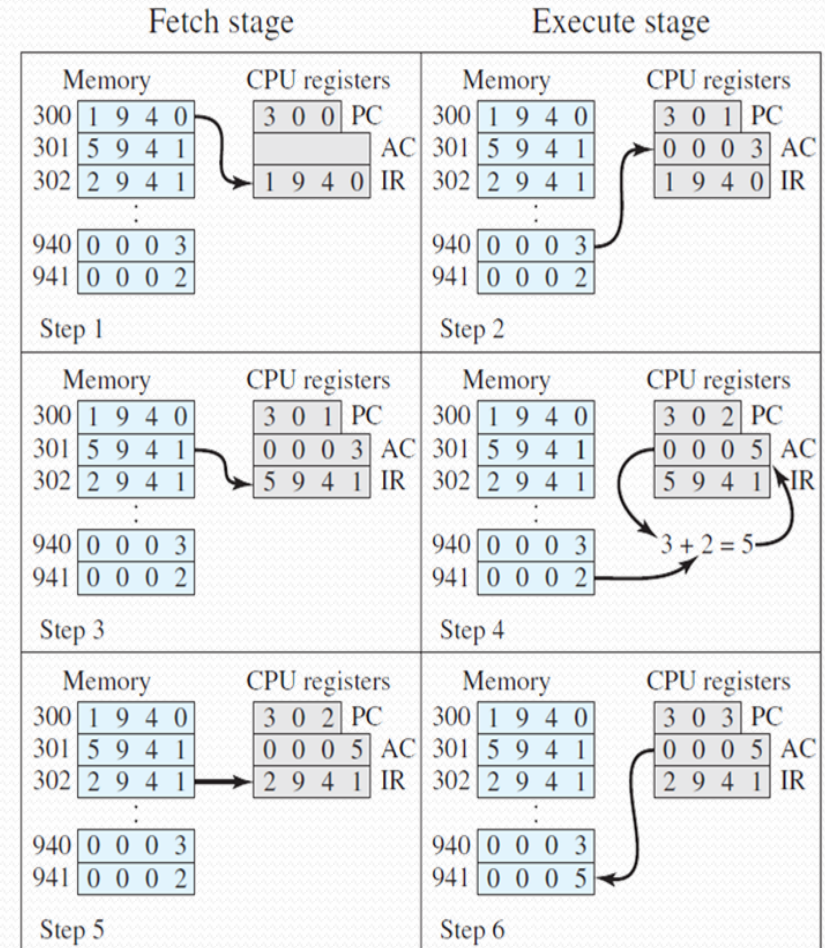 Fetch stage Execute stage
Memory CPU registers
300 1 9 4 0 3 0 0 PC
301 5 9 4 1 AC
302 2 9 4 1 1 9 4 0 IR
940 0 0 0 3
941 0 0 0 2
Step 1
Memory CPU registers
300 1 9 4 0 3 0 1 PC
301 5 9 4 1 0 0 0 3 AC
302 2 9 4 1 1 9 4 0 IR
940 0 0 0 3
941 0 0 0 2
Step 2
Memory CPU registers
300 1 9 4 0 3 0 1 PC
301 5 9 4 1 0 0 0 3 AC
302 2 9 4 1 5 9 4 1 IR
940 0 0 0 3
941 0 0 0 2
Step 3
Memory CPU registers
300 1 9 4 0 3 0 2 PC
301 5 9 4 1 0 0 0 5 AC
302 2 9 4 1 5 9 4 1 IR
940 0 0 0 3 3 + 2 = 5
941 0 0 0 2
Step 4
Memory CPU registers
300 1 9 4 0 3 0 2 PC
301 5 9 4 1 0 0 0 5 AC
302 2 9 4 1 2 9 4 1 IR
940 0 0 0 3
941 0 0 0 2
Step 5
Memory CPU registers
300 1 9 4 0 3 0 3 PC
301 5 9 4 1 0 0 0 5 AC
302 2 9 4 1 2 9 4 1 IR
940 0 0 0 3
941 0 0 0 5
Step 6